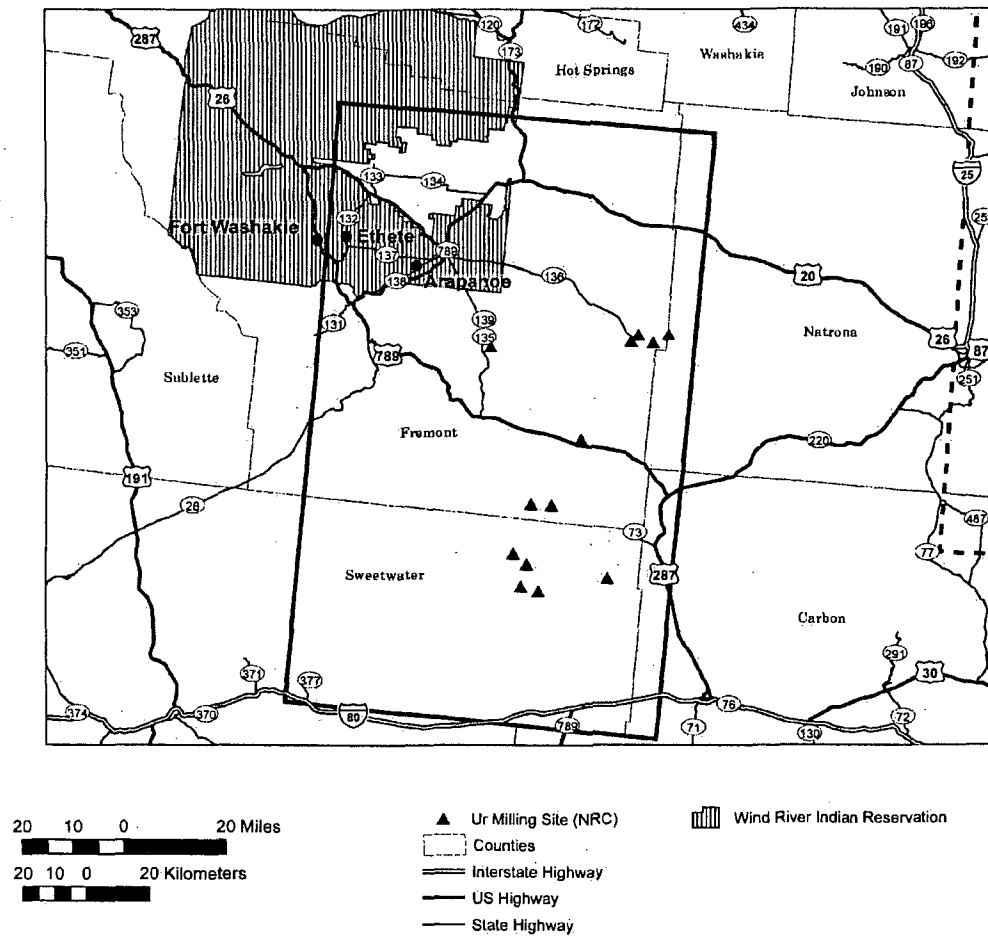 120
172
434
191
196
287
173
Washakie
192
Hot Springs
190
87
Johnson
26
25
133
134
132
Fort Washakie
Ethete
789
137
136
20
138
Arapahoe
353
131
139
Natrona
135
26
87
351
789
251
Sublette
Fremont
220
191
28
487
73
77
Sweetwater
287
Carbon
291
371
377
30
374
370
80
76
72
789
71
130
20 10 0 20 Miles
20 10 0 20 Kilometers
Ur Milling Site (NRC)
Counties
Interstate Highway
US Highway
State Highway
Wind River Indian Reservation